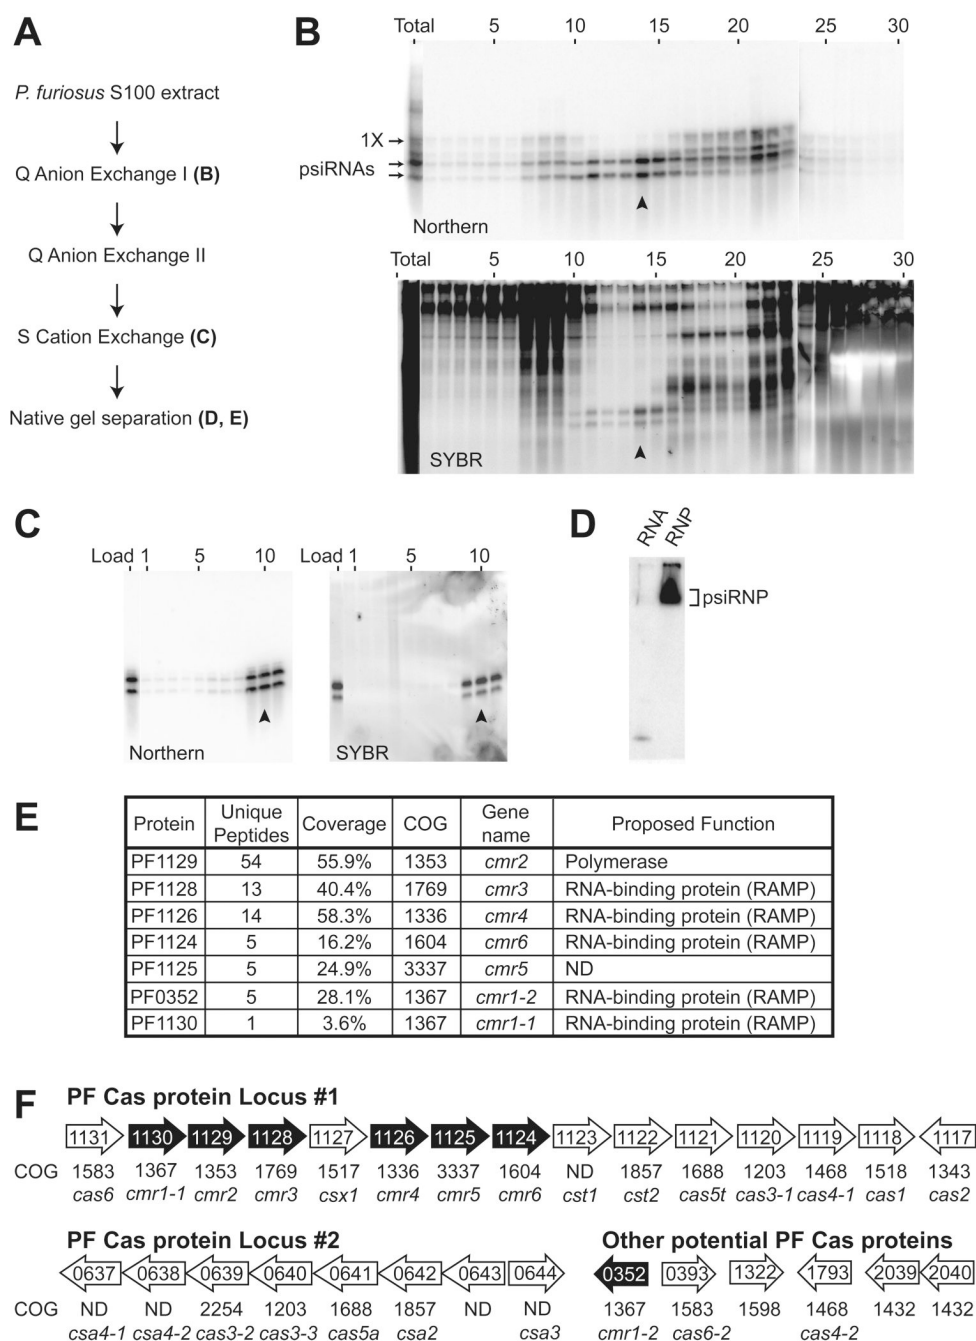 A
P. furiosus S100 extract
Q Anion Exchange I (B)
Q Anion Exchange II
S Cation Exchange (C)
Native gel separation (D, E)
B
Total 5 10 15 20 25 30
1X
psiRNAs
Northern
Total 5 10 15 20 25 30
SYBR
C
Load 1 5 10
Northern
Load 1 5 10
SYBR
D
RNA RNP
psiRNP
E
Protein Unique Peptides Coverage COG Gene name Proposed Function
PF1129 54 55.9% 1353 cmr2 Polymerase
PF1128 13 40.4% 1769 cmr3 RNA-binding protein (RAMP)
PF1126 14 58.3% 1336 cmr4 RNA-binding protein (RAMP)
PF1124 5 16.2% 1604 cmr6 RNA-binding protein (RAMP)
PF1125 5 24.9% 3337 cmr5 ND
PF0352 5 28.1% 1367 cmr1-2 RNA-binding protein (RAMP)
PF1130 1 3.6% 1367 cmr1-1 RNA-binding protein (RAMP)
F
PF Cas protein Locus #1
1131 1130 1129 1128 1127 1126 1125 1124 1123 1122 1121 1120 1119 1118 1117
COG 1583 1367 1353 1769 1517 1336 3337 1604 ND 1857 1688 1203 1468 1518 1343
cas6 cmr1-1 cmr2 cmr3 csx1 cmr4 cmr5 cmr6 cst1 cst2 cas5t cas3-1 cas4-1 cas1 cas2
PF Cas protein Locus #2
0637 0638 0639 0640 0641 0642 0643 0644
COG ND ND 2254 1203 1688 1857 ND ND
csa4-1 csa4-2 cas3-2 cas3-3 cas5a csa2 csa3
Other potential PF Cas proteins
0352 0393 1322 1793 2039 2040
1367 1583 1598 1468 1432 1432
cmr1-2 cas6-2 cas4-2